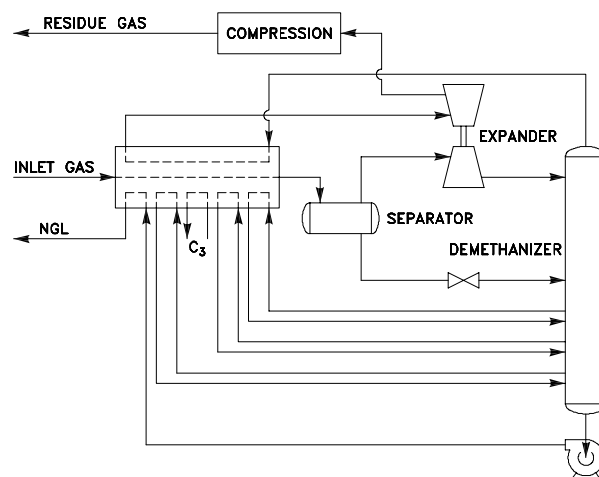 RESIDUE GAS
COMPRESSION
EXPANDER
INLET GAS
SEPARATOR
NGL
C₃
DEMETHANIZER